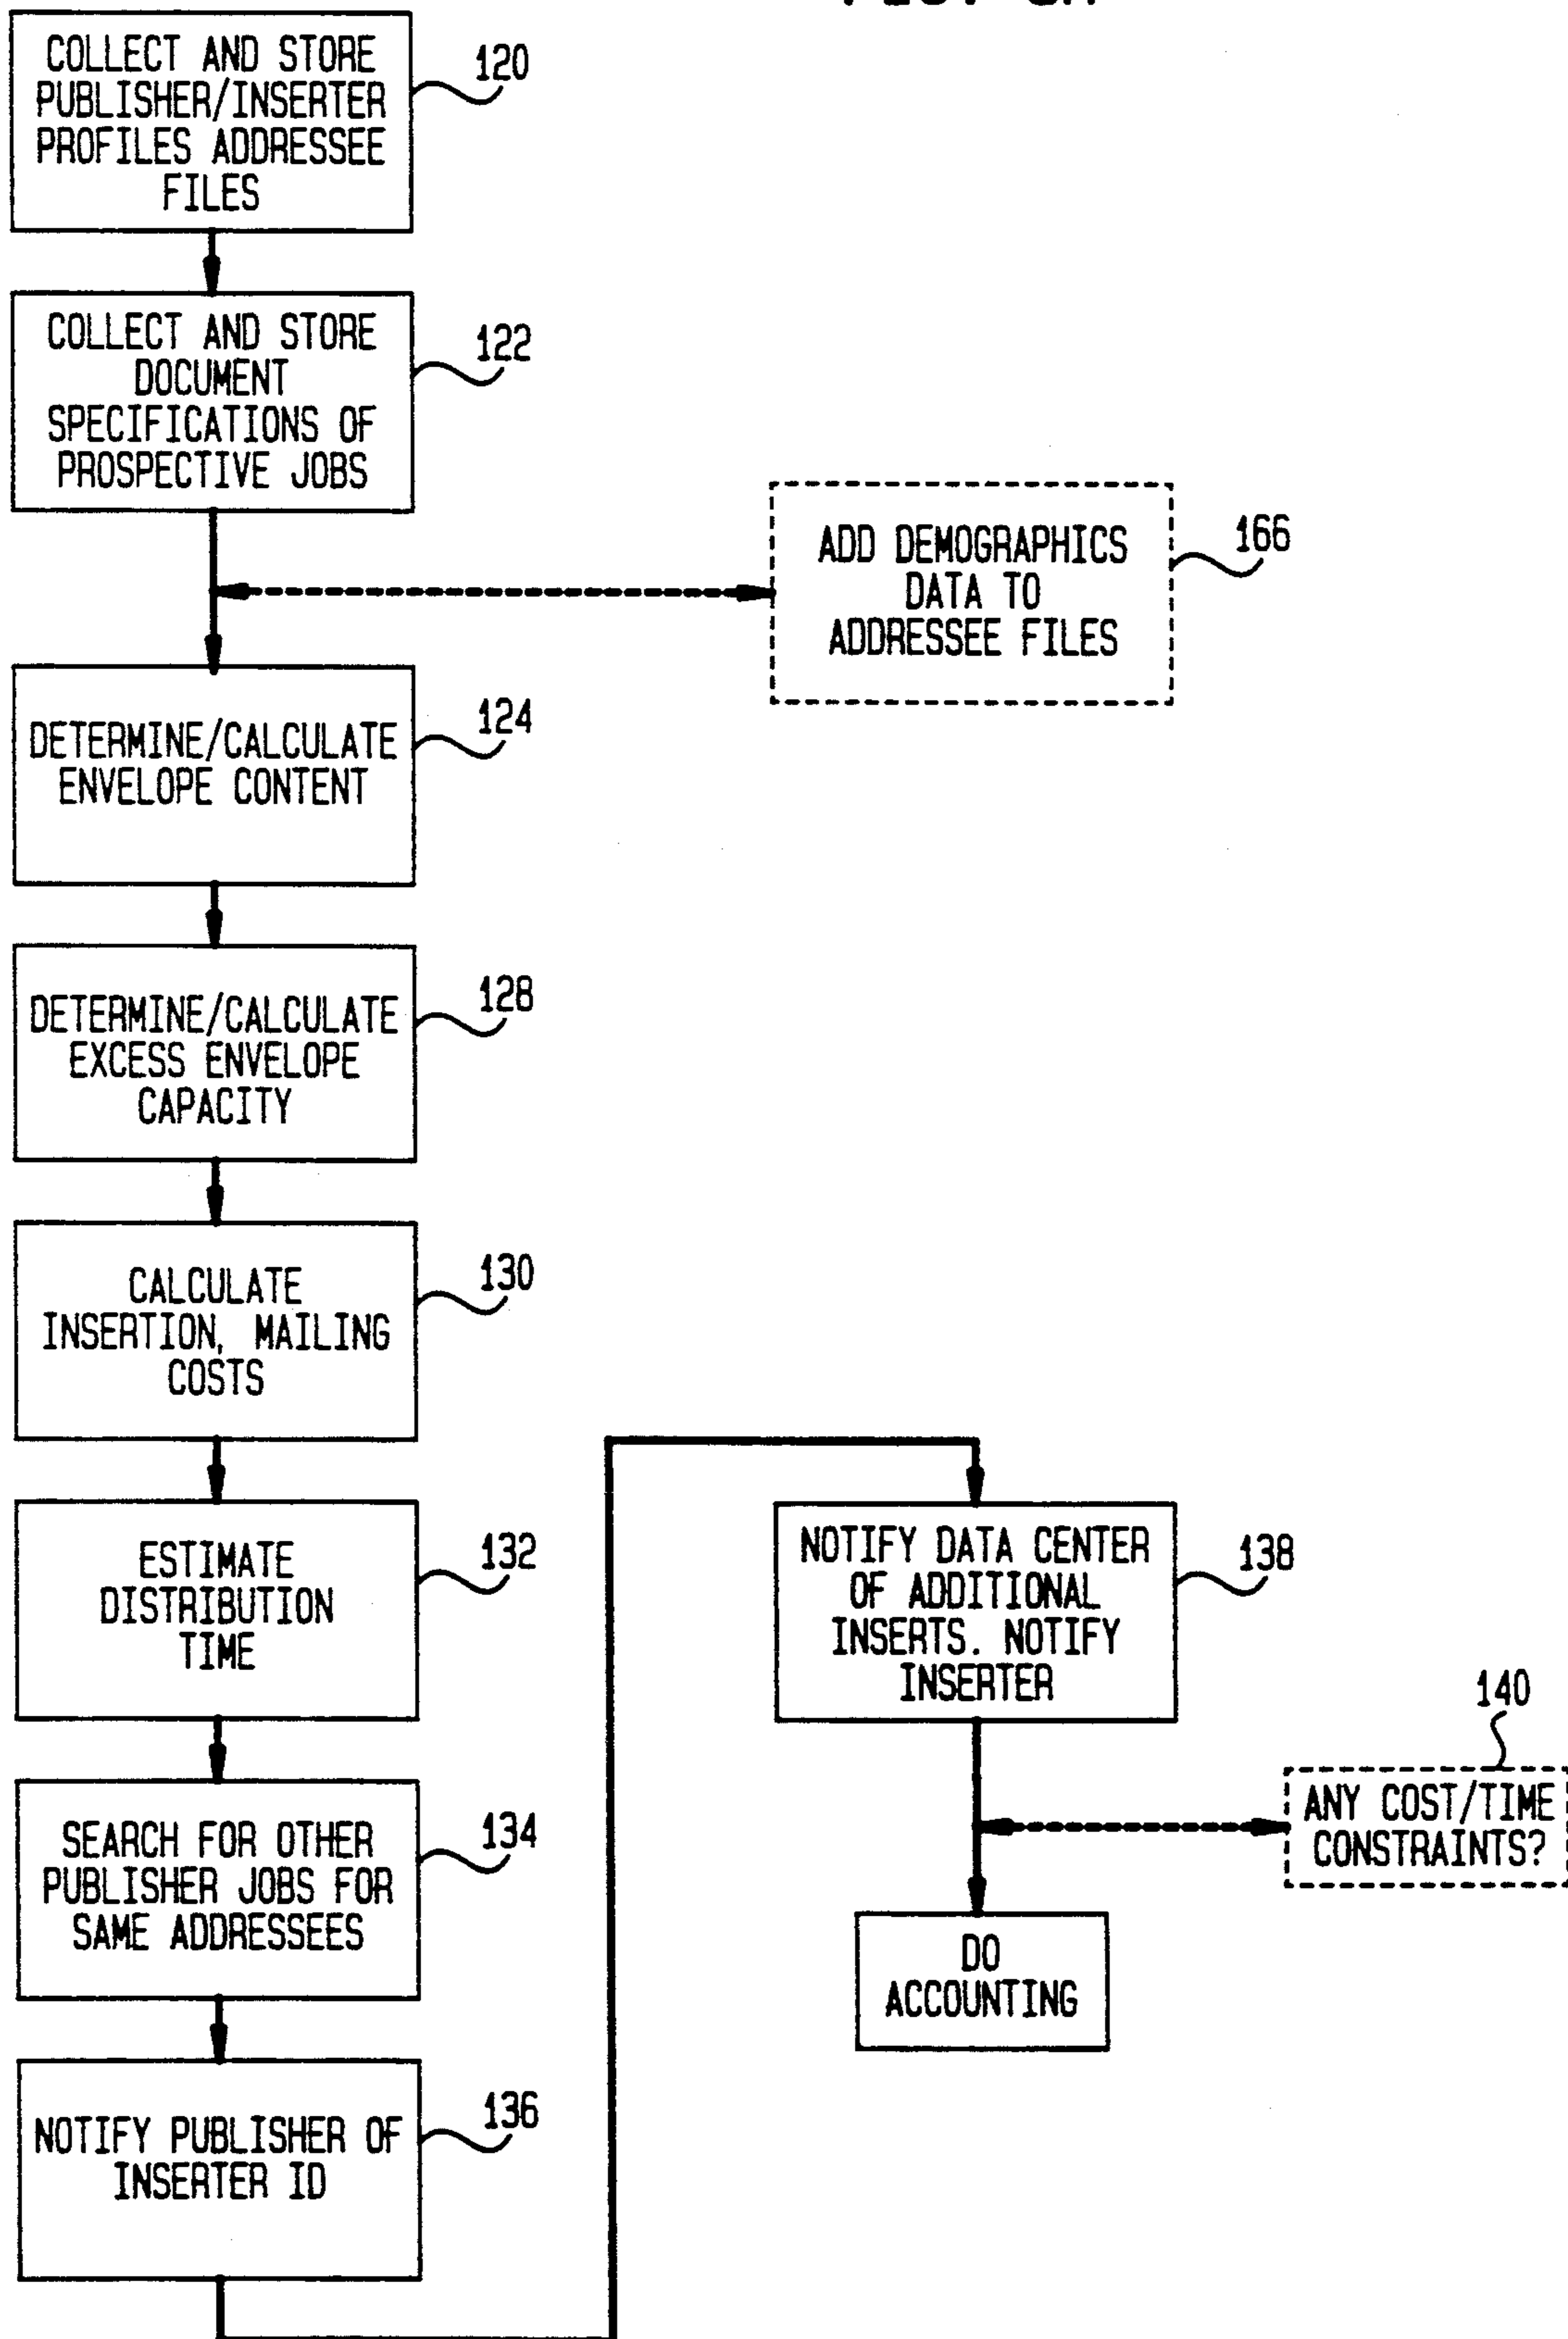 COLLECT AND STORE
PUBLISHER/INSERTER
PROFILES ADDRESSEE
FILES
120
COLLECT AND STORE
DOCUMENT
SPECIFICATIONS OF
PROSPECTIVE JOBS
122
ADD DEMOGRAPHICS
DATA TO
ADDRESSEE FILES
166
DETERMINE/CALCULATE
ENVELOPE CONTENT
124
DETERMINE/CALCULATE
EXCESS ENVELOPE
CAPACITY
128
CALCULATE
INSERTION, MAILING
COSTS
130
ESTIMATE
DISTRIBUTION
TIME
132
SEARCH FOR OTHER
PUBLISHER JOBS FOR
SAME ADDRESSEES
134
NOTIFY PUBLISHER OF
INSERTER ID
136
NOTIFY DATA CENTER
OF ADDITIONAL
INSERTS. NOTIFY
INSERTER
138
140
ANY COST/TIME
CONSTRAINTS?
DO
ACCOUNTING